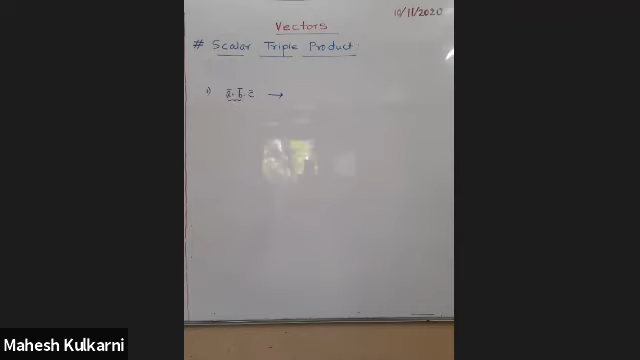 10/11/2020
Vectors
# Scalar Triple Product:
1) a̅ · b̅ · c̅ →
Mahesh Kulkarni